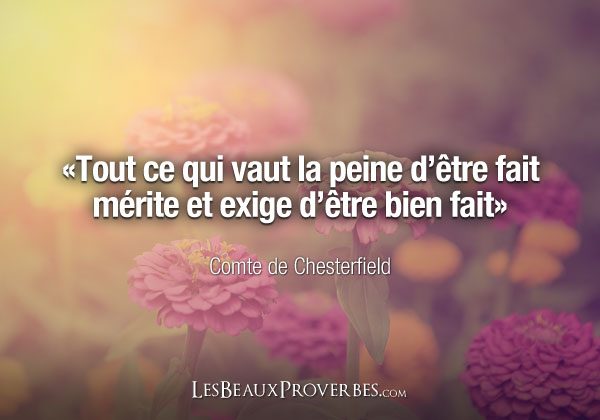 «Tout ce qui vaut la peine d’être fait
mérite et exige d’être bien fait»
Comte de Chesterfield
LesBeauxProverbes.com